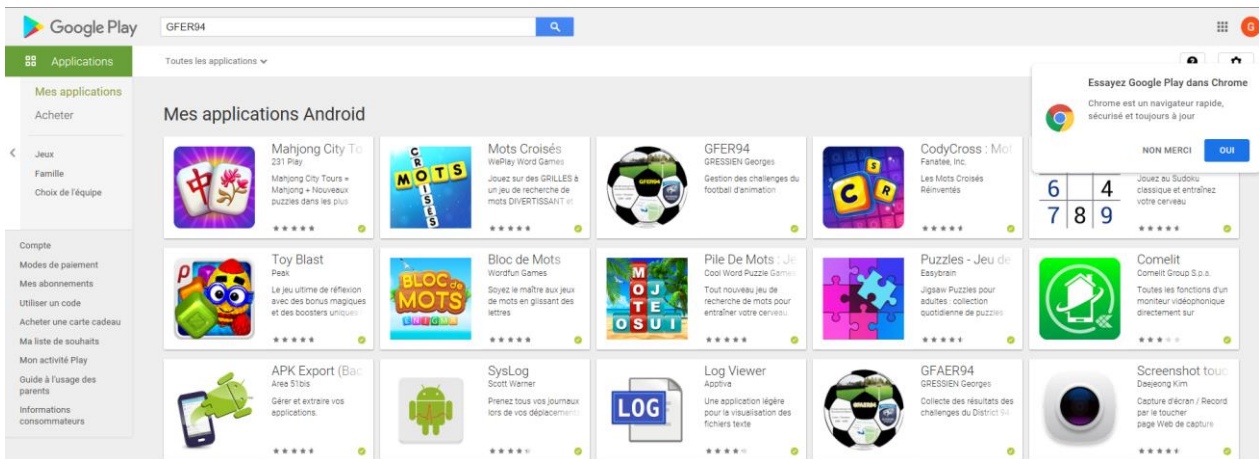 Google Play
GFER94
G
Applications
Toutes les applications
Mes applications
Acheter
Jeux
Famille
Choix de l'équipe
Compte
Modes de paiement
Mes abonnements
Utiliser un code
Acheter une carte cadeau
Ma liste de souhaits
Mon activité Play
Guide à l'usage des
parents
Informations
consommateurs
Essayez Google Play dans Chrome
Chrome est un navigateur rapide,
sécurisé et toujours à jour
NON MERCI
OUI
Mes applications Android
Mahjong City To
231 Play
Mahjong City Tours =
Mahjong + Nouveaux
puzzles dans les plus
CROISÉS
MOTS
Mots Croisés
WePlay Word Games
Jouez sur des GRILLES à
un jeu de recherche de
mots DIVERTISSANT et
GFER94
GFER94
GRESSIEN Georges
Gestion des challenges du
football d'animation
C R S
CodyCross : Mot
Fanatee, Inc.
Les Mots Croisés
Réinventés
6 4
7 8 9
Jouez au Sudoku
classique et entraînez
votre cerveau
Toy Blast
Peak
Le jeu ultime de réflexion
avec des bonus magiques
et des boosters uniques
BLOC de
MOTS
ENIGME
Bloc de Mots
Wordfun Games
Soyez le maître aux jeux
de mots en glissant des
lettres
M
O J
T E
O S U I
Pile De Mots : Je
Cool Word Puzzle Games
Tout nouveau jeu de
recherche de mots pour
entraîner votre cerveau
Puzzles - Jeu de
Easybrain
Jigsaw Puzzles pour
adultes : collection
quotidienne de puzzles
Comelit
Comelit Group S.p.a.
Toutes les fonctions d'un
moniteur vidéophonique
directement sur
APK Export (Bac
Area 51bis
Gérer et extraire vos
applications.
SysLog
Scott Warner
Prenez tous vos journaux
lors de vos déplacements
LOG
Log Viewer
Apptiva
Une application légère
pour la visualisation des
fichiers texte
GFAER94
GFAER94
GRESSIEN Georges
Collecte des résultats des
challenges du District 94
Screenshot touc
Daejeong Kim
Capture d'écran / Record
par le toucher
page Web de capture